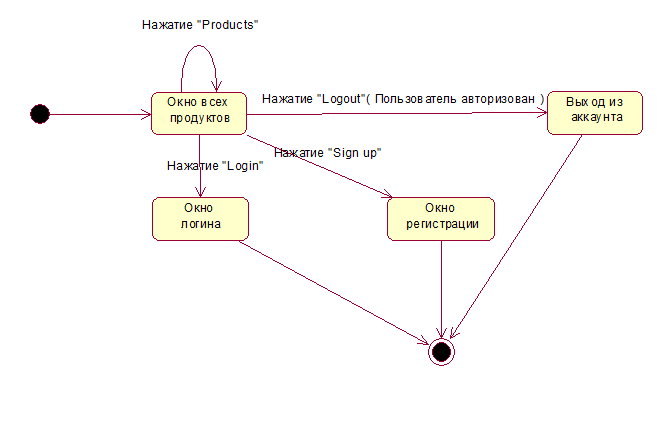 Нажатие "Products"
Окно всех
продуктов
Нажатие "Logout"( Пользователь авторизован )
Выход из
аккаунта
Нажатие "Login"
Нажатие "Sign up"
Окно
логина
Окно
регистрации